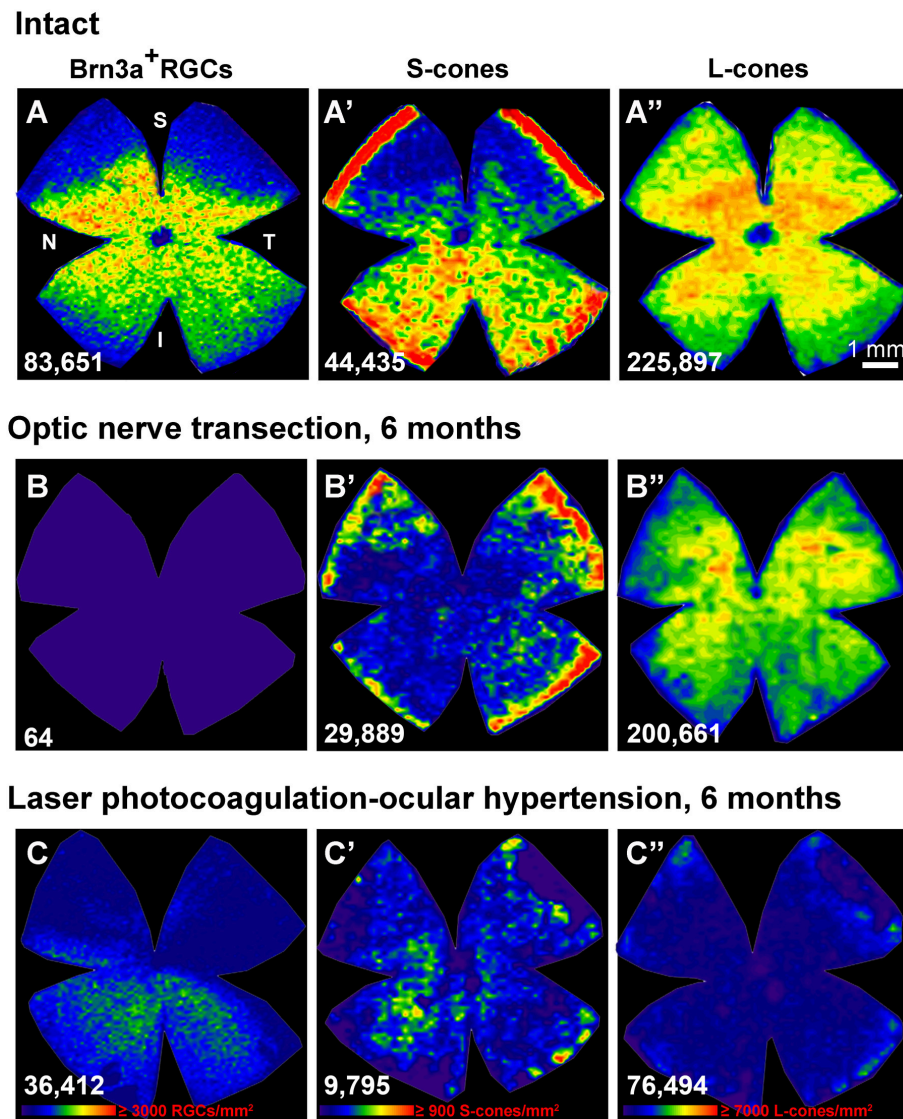 Intact
Brn3a+RGCs S-cones L-cones
A A' A"
S
N T
I
83,651 44,435 225,897
1 mm
Optic nerve transection, 6 months
B B' B"
64 29,889 200,661
Laser photocoagulation-ocular hypertension, 6 months
C C' C"
36,412 9,795 76,494
≥ 3000 RGCs/mm² ≥ 900 S-cones/mm² ≥ 7000 L-cones/mm²